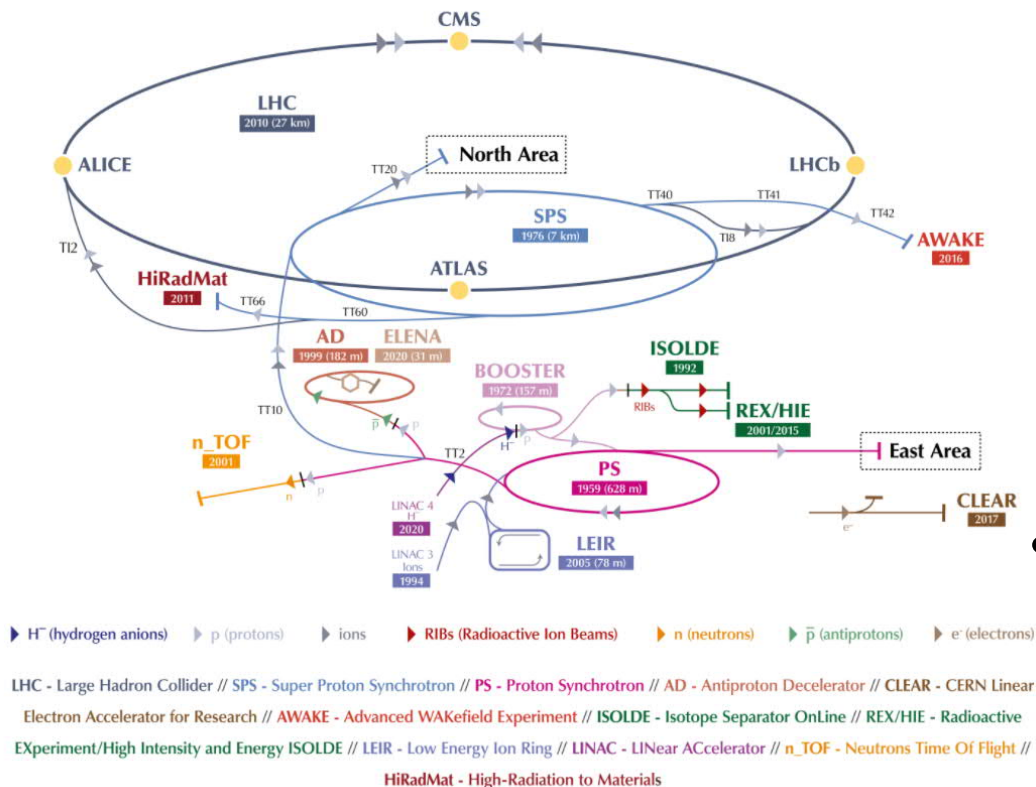 CMS
LHC
2010 (27 km)
ALICE
TT20
North Area
LHCb
TT40
TT41
SPS
1976 (7 km)
TI8
TT42
TI2
AWAKE
2016
ATLAS
HiRadMat
2011
TT66
TT60
AD
1999 (182 m)
ELENA
2020 (31 m)
ISOLDE
1992
BOOSTER
1972 (157 m)
RIBs
REX/HIE
2001/2015
TT10
p̅
p
H⁻
p
n_TOF
2001
TT2
East Area
PS
1959 (628 m)
n
p
LINAC 4
H⁻
2020
CLEAR
2017
e⁻
LINAC 3
Ions
1994
LEIR
2005 (78 m)
H⁻ (hydrogen anions)
p (protons)
ions
RIBs (Radioactive Ion Beams)
n (neutrons)
p̅ (antiprotons)
e⁻ (electrons)
LHC - Large Hadron Collider // SPS - Super Proton Synchrotron // PS - Proton Synchrotron // AD - Antiproton Decelerator // CLEAR - CERN Linear
Electron Accelerator for Research // AWAKE - Advanced WAKefield Experiment // ISOLDE - Isotope Separator OnLine // REX/HIE - Radioactive
EXperiment/High Intensity and Energy ISOLDE // LEIR - Low Energy Ion Ring // LINAC - LINear ACcelerator // n_TOF - Neutrons Time Of Flight //
HiRadMat - High-Radiation to Materials